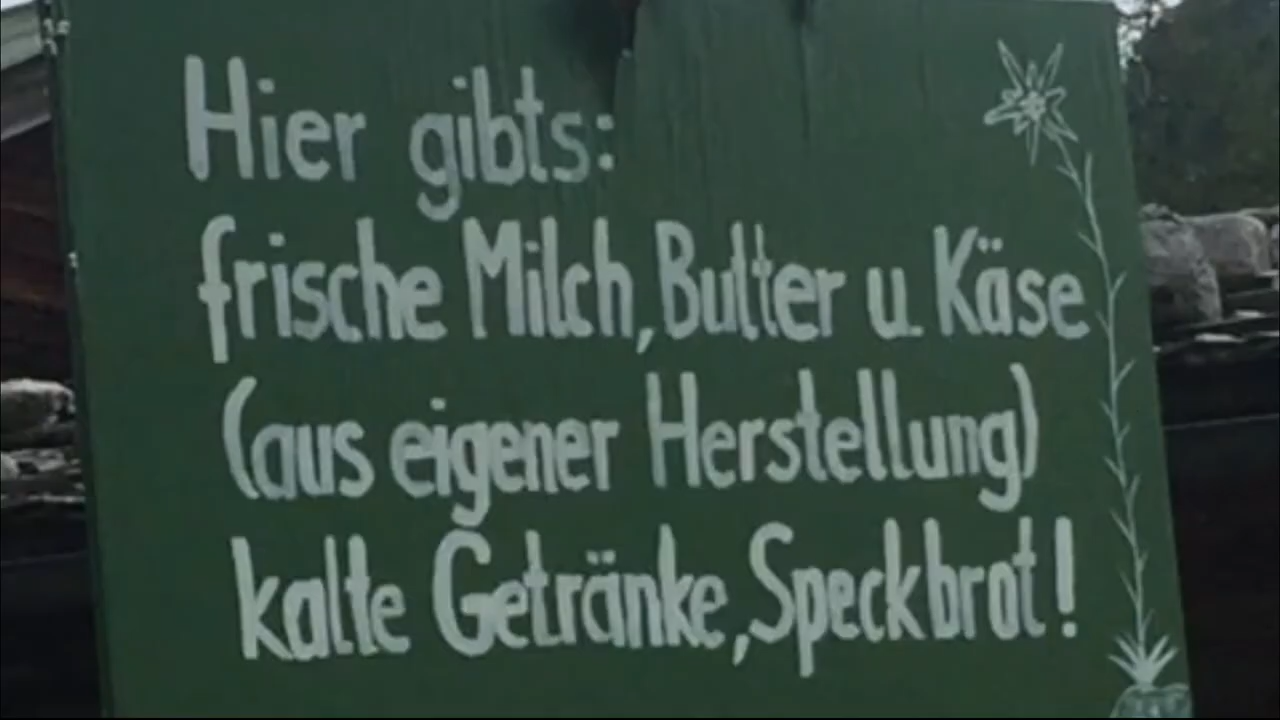 Hier gibts:
frische Milch, Butter u. Käse
(aus eigener Herstellung)
kalte Getränke, Speckbrot!